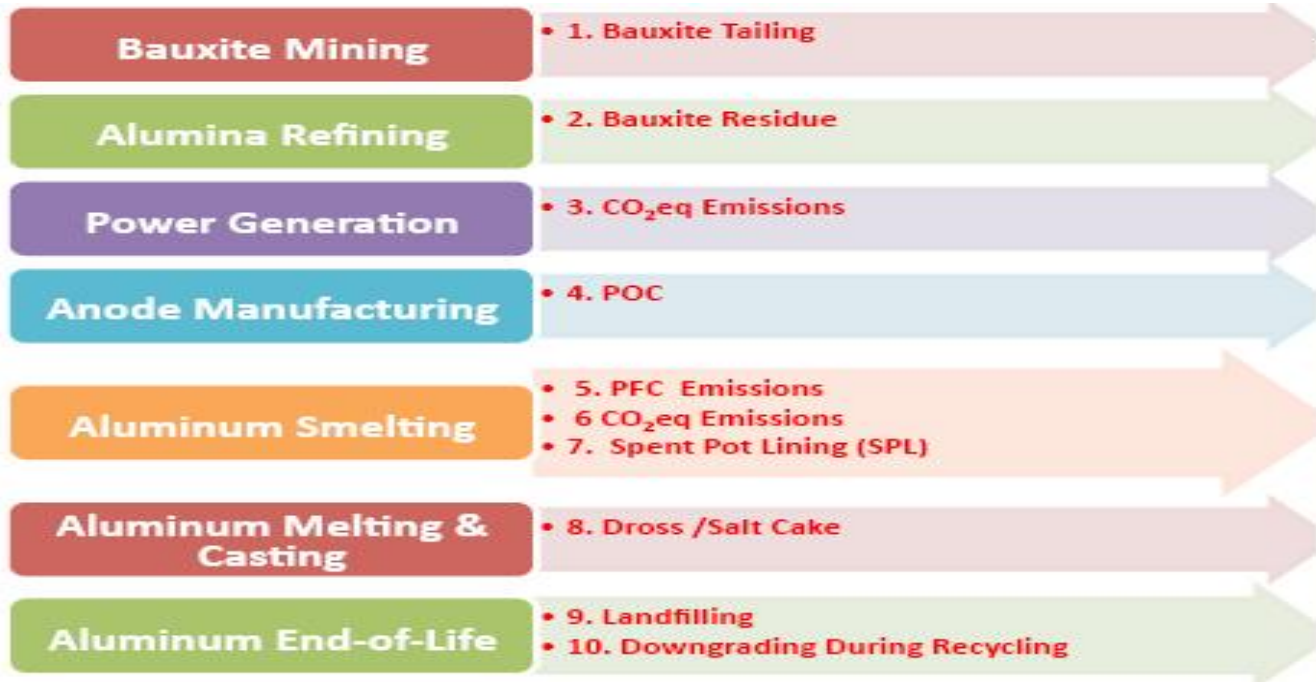 Bauxite Mining
• 1. Bauxite Tailing
Alumina Refining
• 2. Bauxite Residue
Power Generation
• 3. CO₂eq Emissions
Anode Manufacturing
• 4. POC
Aluminum Smelting
• 5. PFC Emissions
• 6 CO₂eq Emissions
• 7. Spent Pot Lining (SPL)
Aluminum Melting &
Casting
• 8. Dross /Salt Cake
Aluminum End-of-Life
• 9. Landfilling
• 10. Downgrading During Recycling